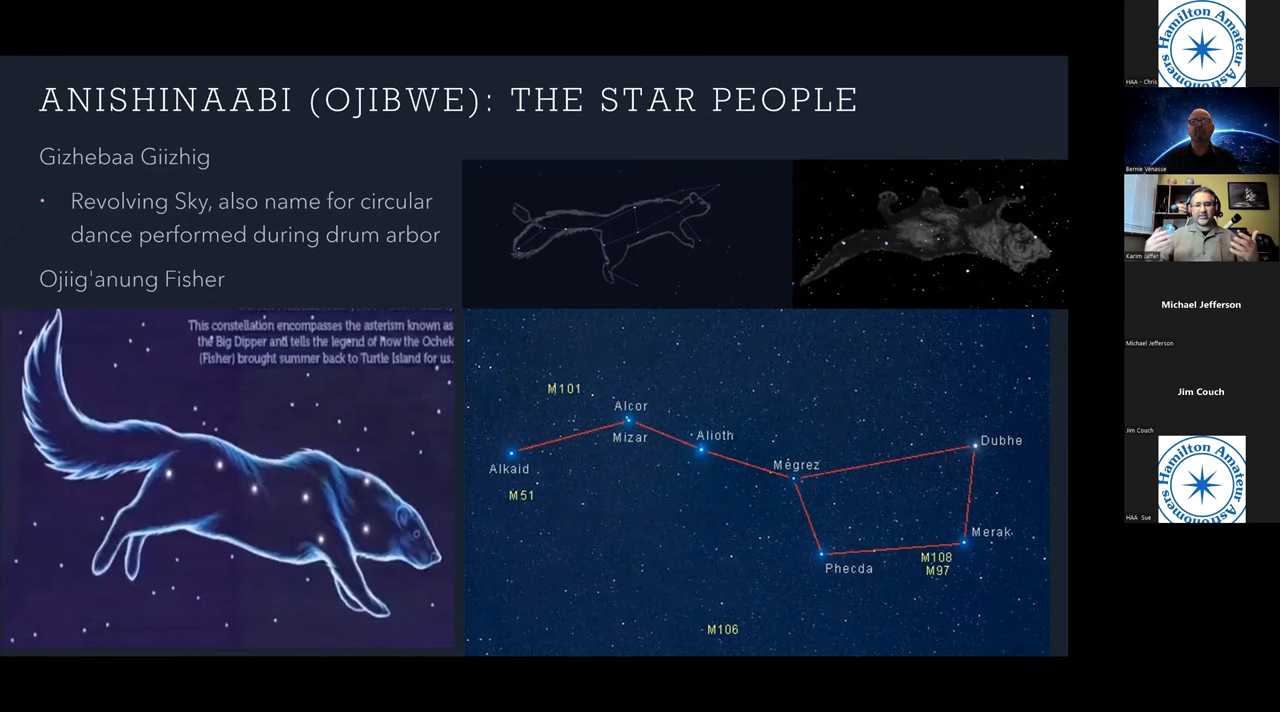 ANISHINAABI (OJIBWE): THE STAR PEOPLE
Gizhebaa Giizhig
• Revolving Sky, also name for circular
dance performed during drum arbor
Ojiig'anung Fisher
This constellation encompasses the asterism known as
the Big Dipper and tells the legend of how the Ochek
(Fisher) brought summer back to Turtle Island for us.
M101
Alcor
Mizar
Alioth
Alkaid
M51
Megrez
Dubhe
Merak
Phecda
M108
M97
M106
Hamilton Amateur Astronomers
HAA - Chris
Bernie Venasse
Karim Jaffer
Michael Jefferson
Michael Jefferson
Jim Couch
Jim Couch
Hamilton Amateur Astronomers
HAA Sue